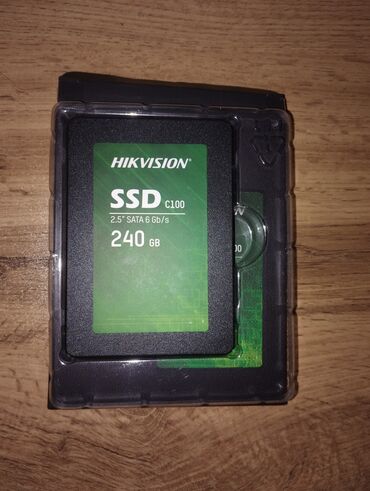 HIKVISION
SSD C100
2.5" SATA 6 Gb/s
240 GB